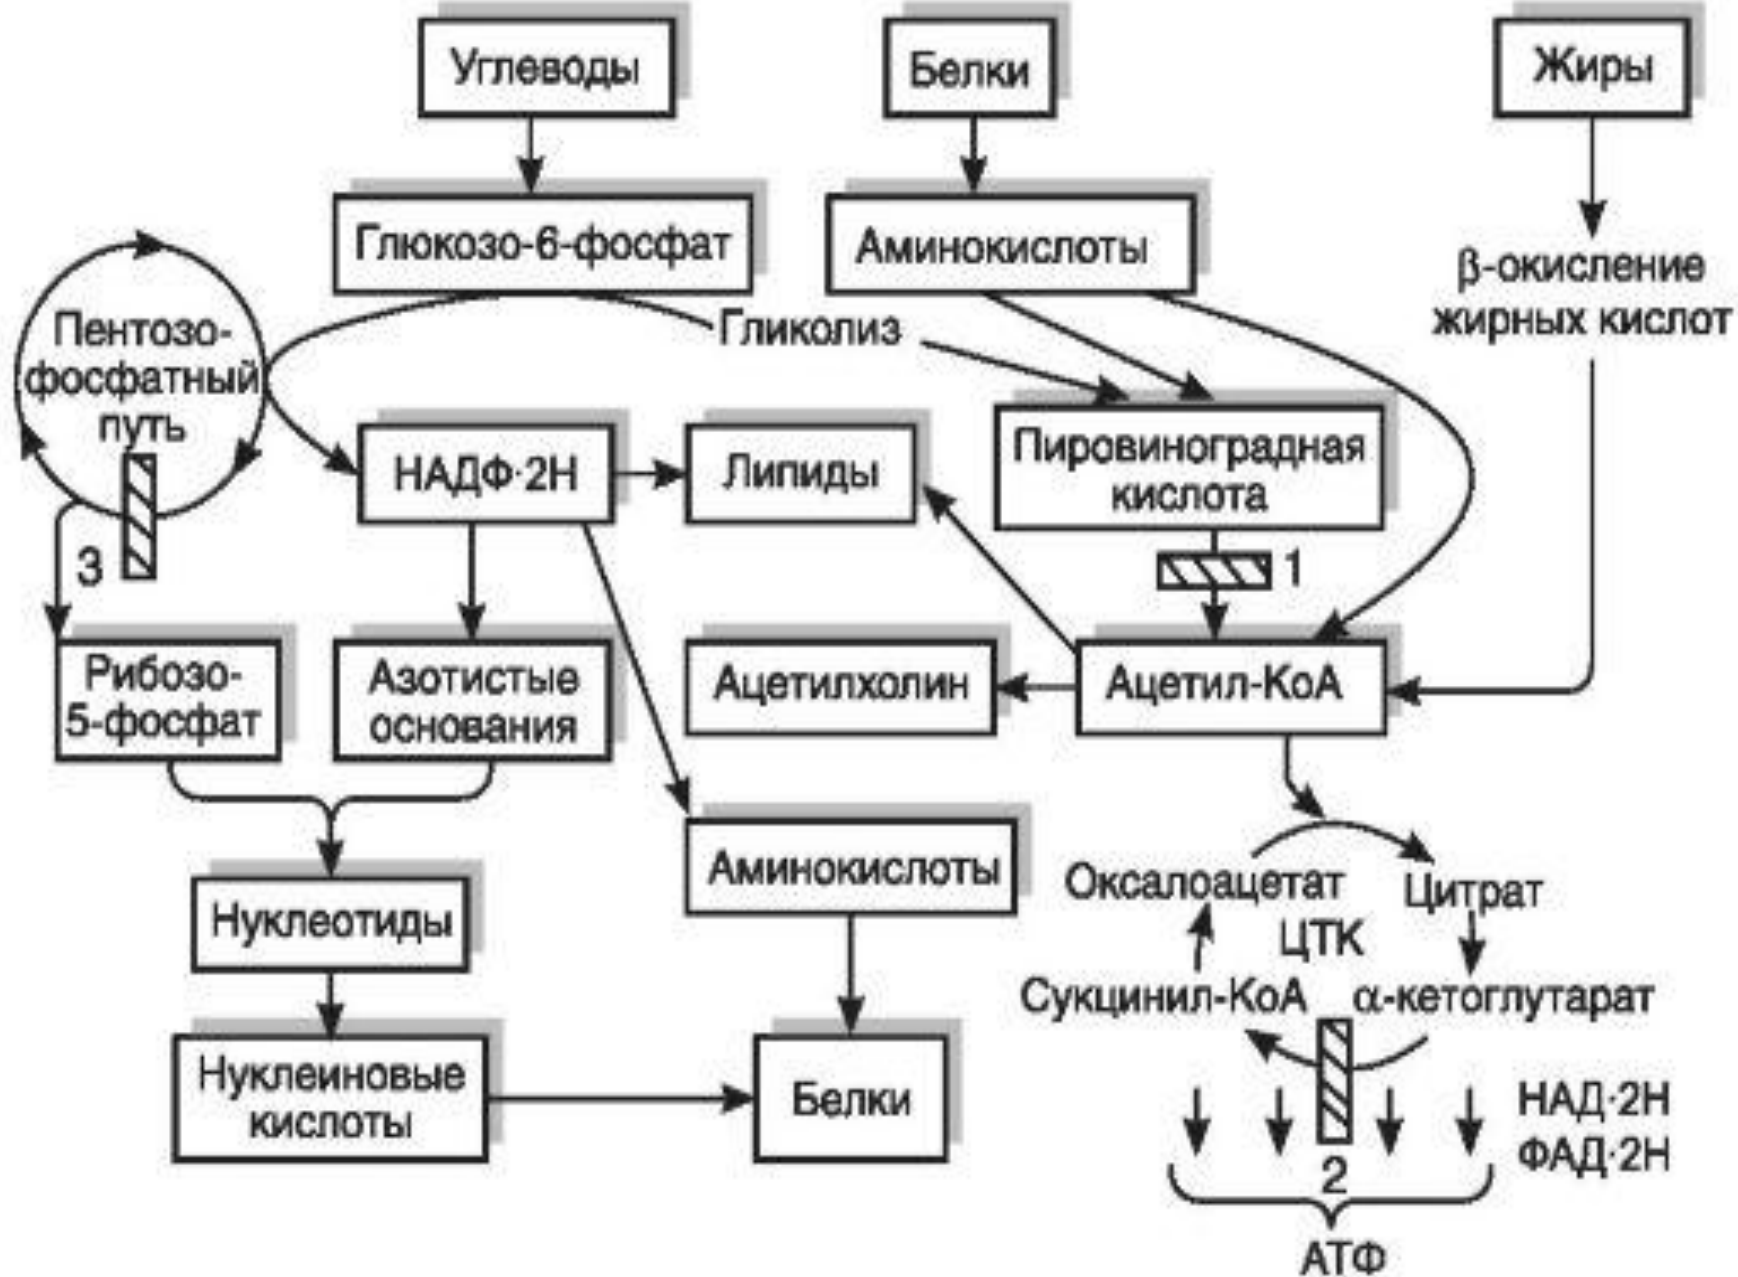 Углеводы
Белки
Жиры
Глюкозо-6-фосфат
Аминокислоты
β-окисление
жирных кислот
Пентозо-
фосфатный
путь
Гликолиз
НАДФ·2Н
Липиды
Пировиноградная
кислота
1
3
Рибозо-
5-фосфат
Азотистые
основания
Ацетилхолин
Ацетил-КоА
Аминокислоты
Оксалоацетат
Цитрат
ЦТК
Нуклеотиды
Сукцинил-КоА
α-кетоглутарат
Нуклеиновые
кислоты
Белки
НАД·2Н
ФАД·2Н
2
АТФ